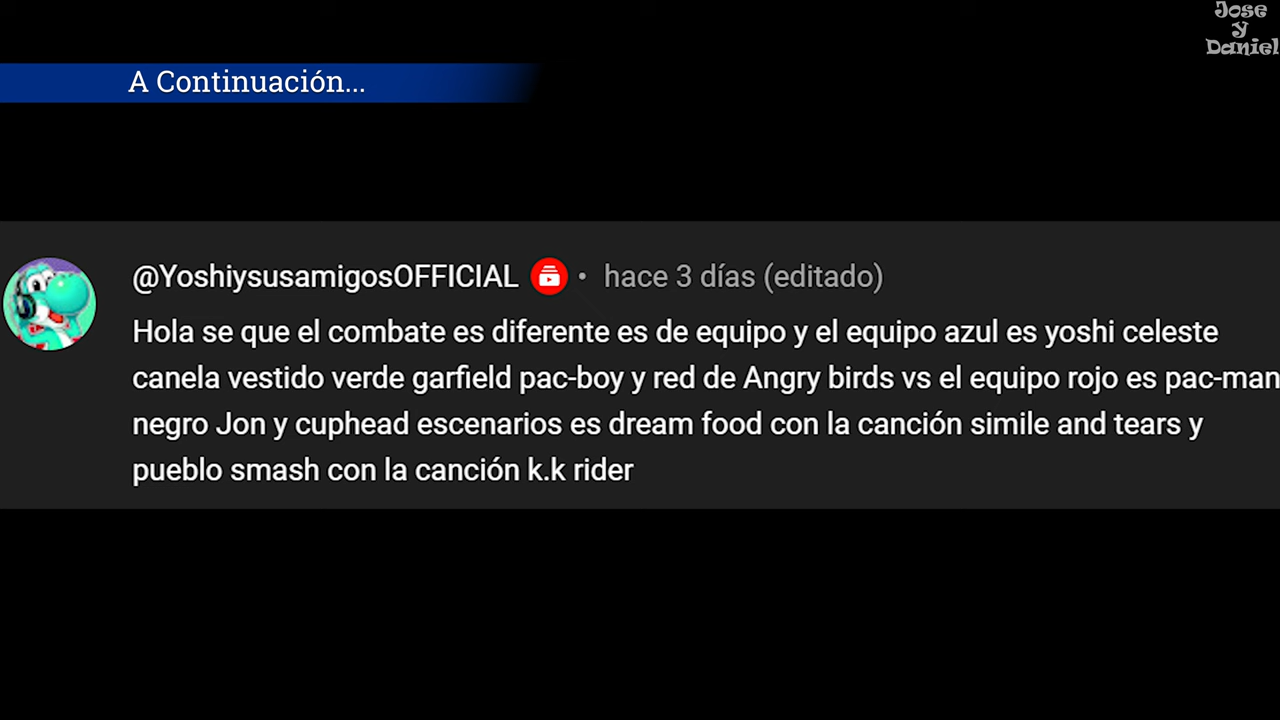 Jose
y
Daniel
A Continuación...
@YoshiysusamigosOFFICIAL • hace 3 días (editado)
Hola se que el combate es diferente es de equipo y el equipo azul es yoshi celeste
canela vestido verde garfield pac-boy y red de Angry birds vs el equipo rojo es pac-man
negro Jon y cuphead escenarios es dream food con la canción simile and tears y
pueblo smash con la canción k.k rider